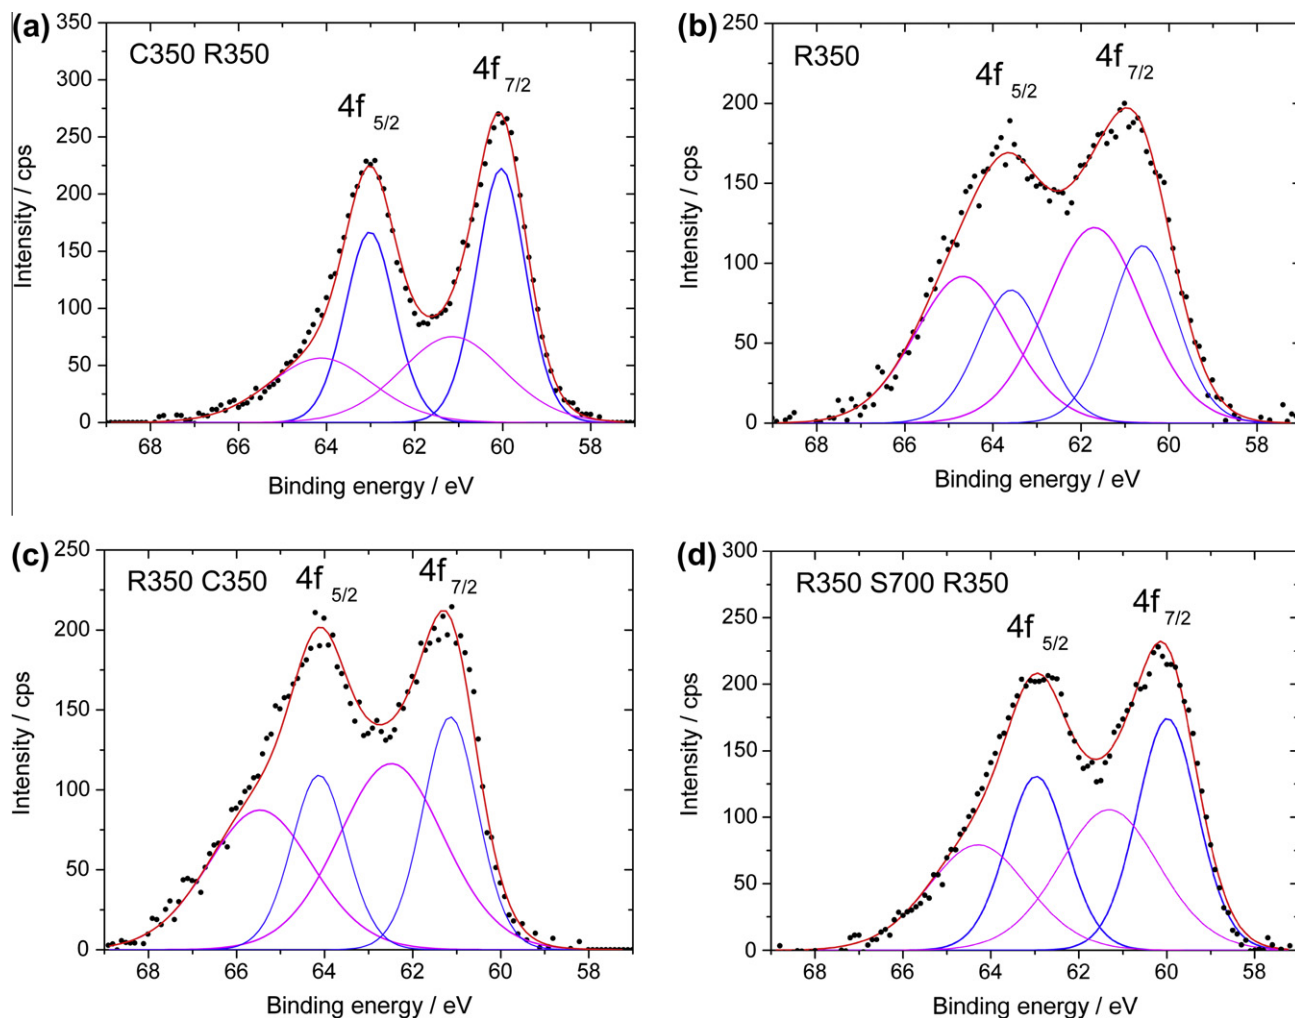 (a)
C350 R350
4f 5/2
4f 7/2
350
300
250
200
150
100
50
0
Intensity / cps
68 66 64 62 60 58
Binding energy / eV
(b)
R350
4f 5/2
4f 7/2
250
200
150
100
50
0
Intensity / cps
68 66 64 62 60 58
Binding energy / eV
(c)
R350 C350
4f 5/2
4f 7/2
250
200
150
100
50
0
Intensity / cps
68 66 64 62 60 58
Binding energy / eV
(d)
R350 S700 R350
4f 5/2
4f 7/2
300
250
200
150
100
50
0
Intensity / cps
68 66 64 62 60 58
Binding energy / eV